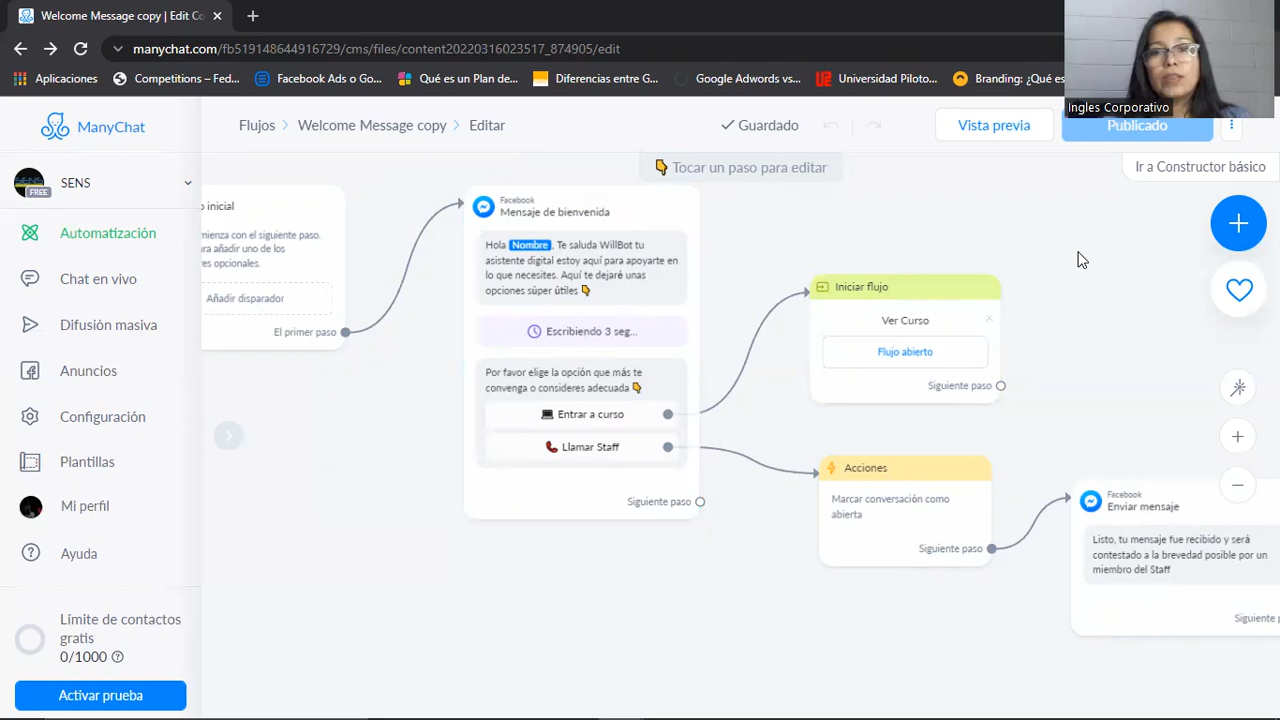 Welcome Message copy | Edit Co
manychat.com/fb519148644916729/cms/files/content20220316023517_874905/edit
Aplicaciones
Competitions – Fed...
Facebook Ads o Go...
Qué es un Plan de...
Diferencias entre G...
Google Adwords vs...
Universidad Piloto...
Branding: ¿Qué es
Ingles Corporativo
ManyChat
Flujos > Welcome Message copy > Editar
Guardado
Vista previa
Publicado
👇 Tocar un paso para editar
Ir a Constructor básico
SENS
FREE
Automatización
Chat en vivo
Difusión masiva
Anuncios
Configuración
Plantillas
Mi perfil
Ayuda
Límite de contactos
gratis
0/1000
Activar prueba
o inicial
mienza con el siguiente paso.
ra añadir uno de los
res opcionales.
Añadir disparador
El primer paso
Facebook
Mensaje de bienvenida
Hola Nombre. Te saluda WillBot tu
asistente digital estoy aquí para apoyarte en
lo que necesites. Aquí te dejaré unas
opciones súper útiles 👇
Escribiendo 3 seg...
Por favor elige la opción que más te
convenga o consideres adecuada 👇
💻 Entrar a curso
📞 Llamar Staff
Siguiente paso
Iniciar flujo
Ver Curso
Flujo abierto
Siguiente paso
Acciones
Marcar conversación como
abierta
Siguiente paso
Facebook
Enviar mensaje
Listo, tu mensaje fue recibido y será
contestado a la brevedad posible por un
miembro del Staff
Siguiente p